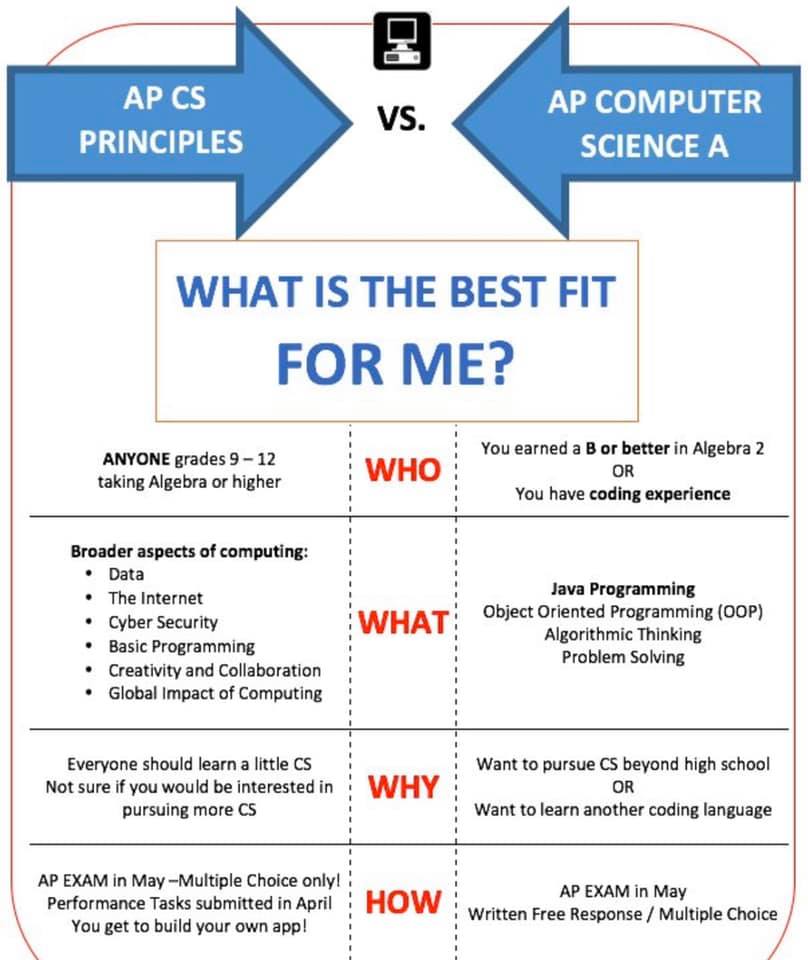 AP CS
PRINCIPLES
VS.
AP COMPUTER
SCIENCE A
WHAT IS THE BEST FIT
FOR ME?
ANYONE grades 9 – 12
taking Algebra or higher
WHO
You earned a B or better in Algebra 2
OR
You have coding experience
Broader aspects of computing:
• Data
• The Internet
• Cyber Security
• Basic Programming
• Creativity and Collaboration
• Global Impact of Computing
WHAT
Java Programming
Object Oriented Programming (OOP)
Algorithmic Thinking
Problem Solving
Everyone should learn a little CS
Not sure if you would be interested in
pursuing more CS
WHY
Want to pursue CS beyond high school
OR
Want to learn another coding language
AP EXAM in May –Multiple Choice only!
Performance Tasks submitted in April
You get to build your own app!
HOW
AP EXAM in May
Written Free Response / Multiple Choice